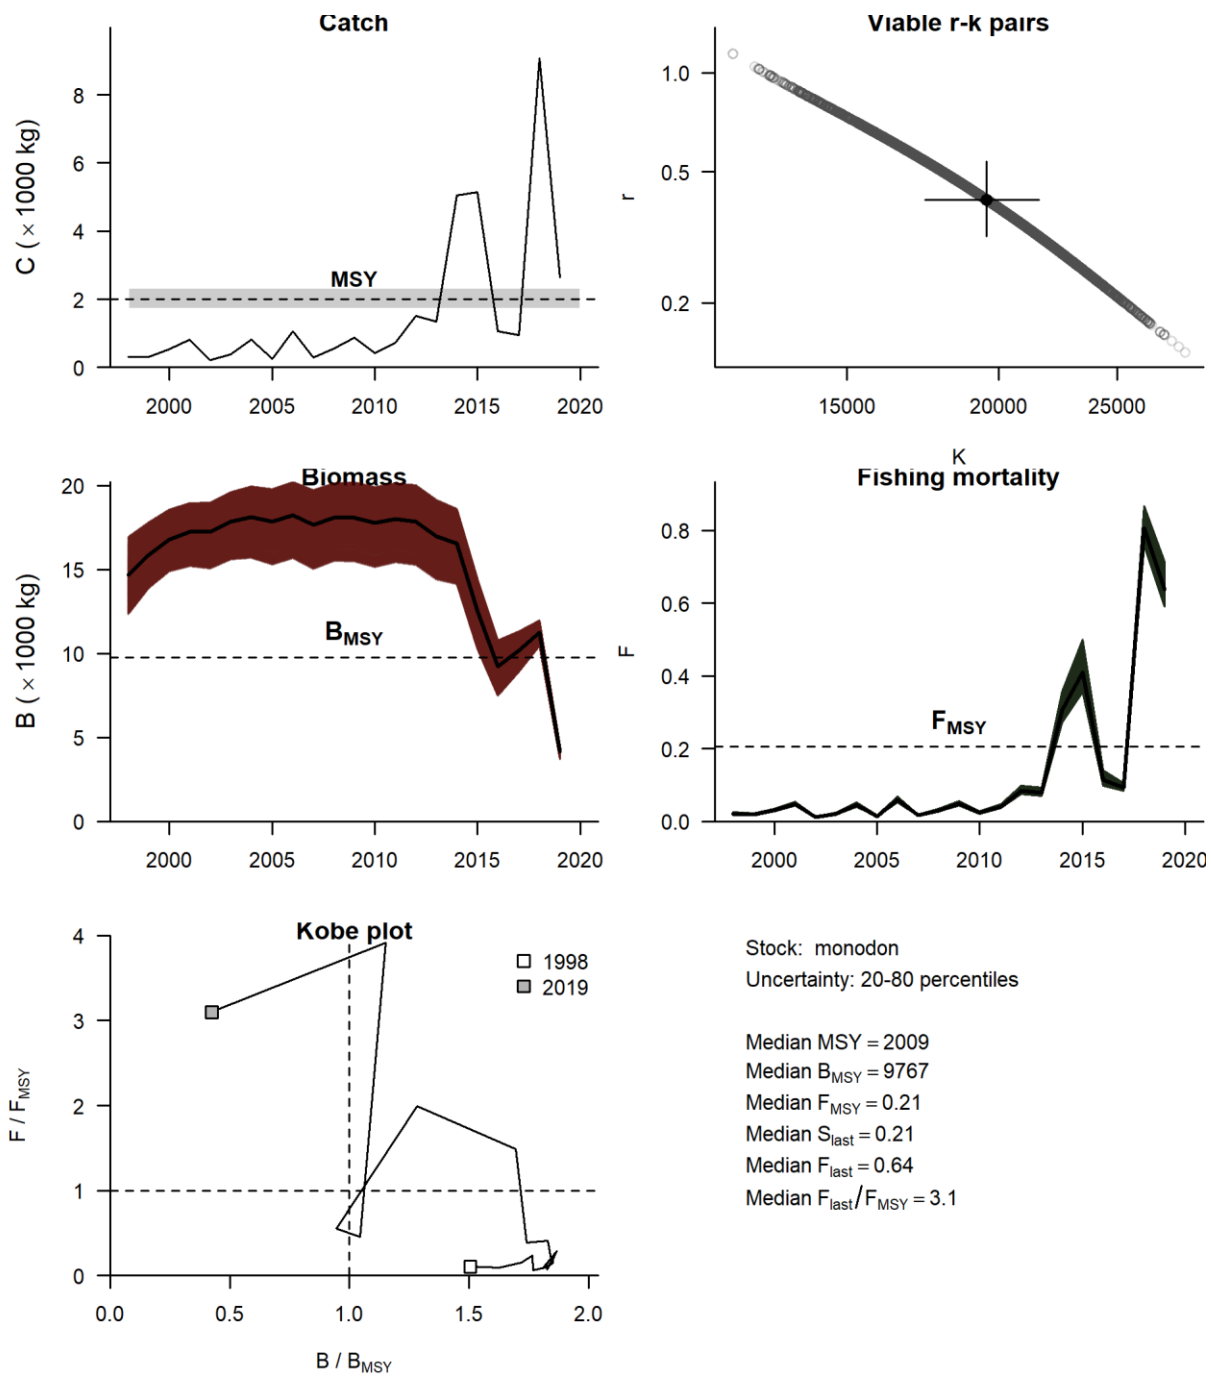 Catch
C ( × 1000 kg)
8
6
4
2
0
MSY
2000 2005 2010 2015 2020
Viable r-k pairs
r
1.0
0.5
0.2
15000 20000 25000
K
Biomass
B ( × 1000 kg)
20
15
10
5
0
BMSY
2000 2005 2010 2015 2020
Fishing mortality
F
0.8
0.6
0.4
0.2
0.0
FMSY
2000 2005 2010 2015 2020
Kobe plot
F / FMSY
4
3
2
1
0
1998
2019
0.0 0.5 1.0 1.5 2.0
B / BMSY
Stock: monodon
Uncertainty: 20-80 percentiles
Median MSY = 2009
Median BMSY = 9767
Median FMSY = 0.21
Median Slast = 0.21
Median Flast = 0.64
Median Flast/FMSY = 3.1